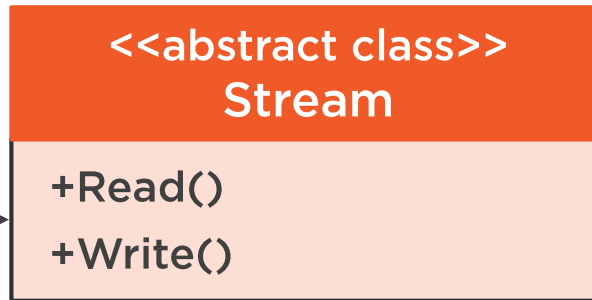 <<abstract class>>
Stream
+Read()
+Write()